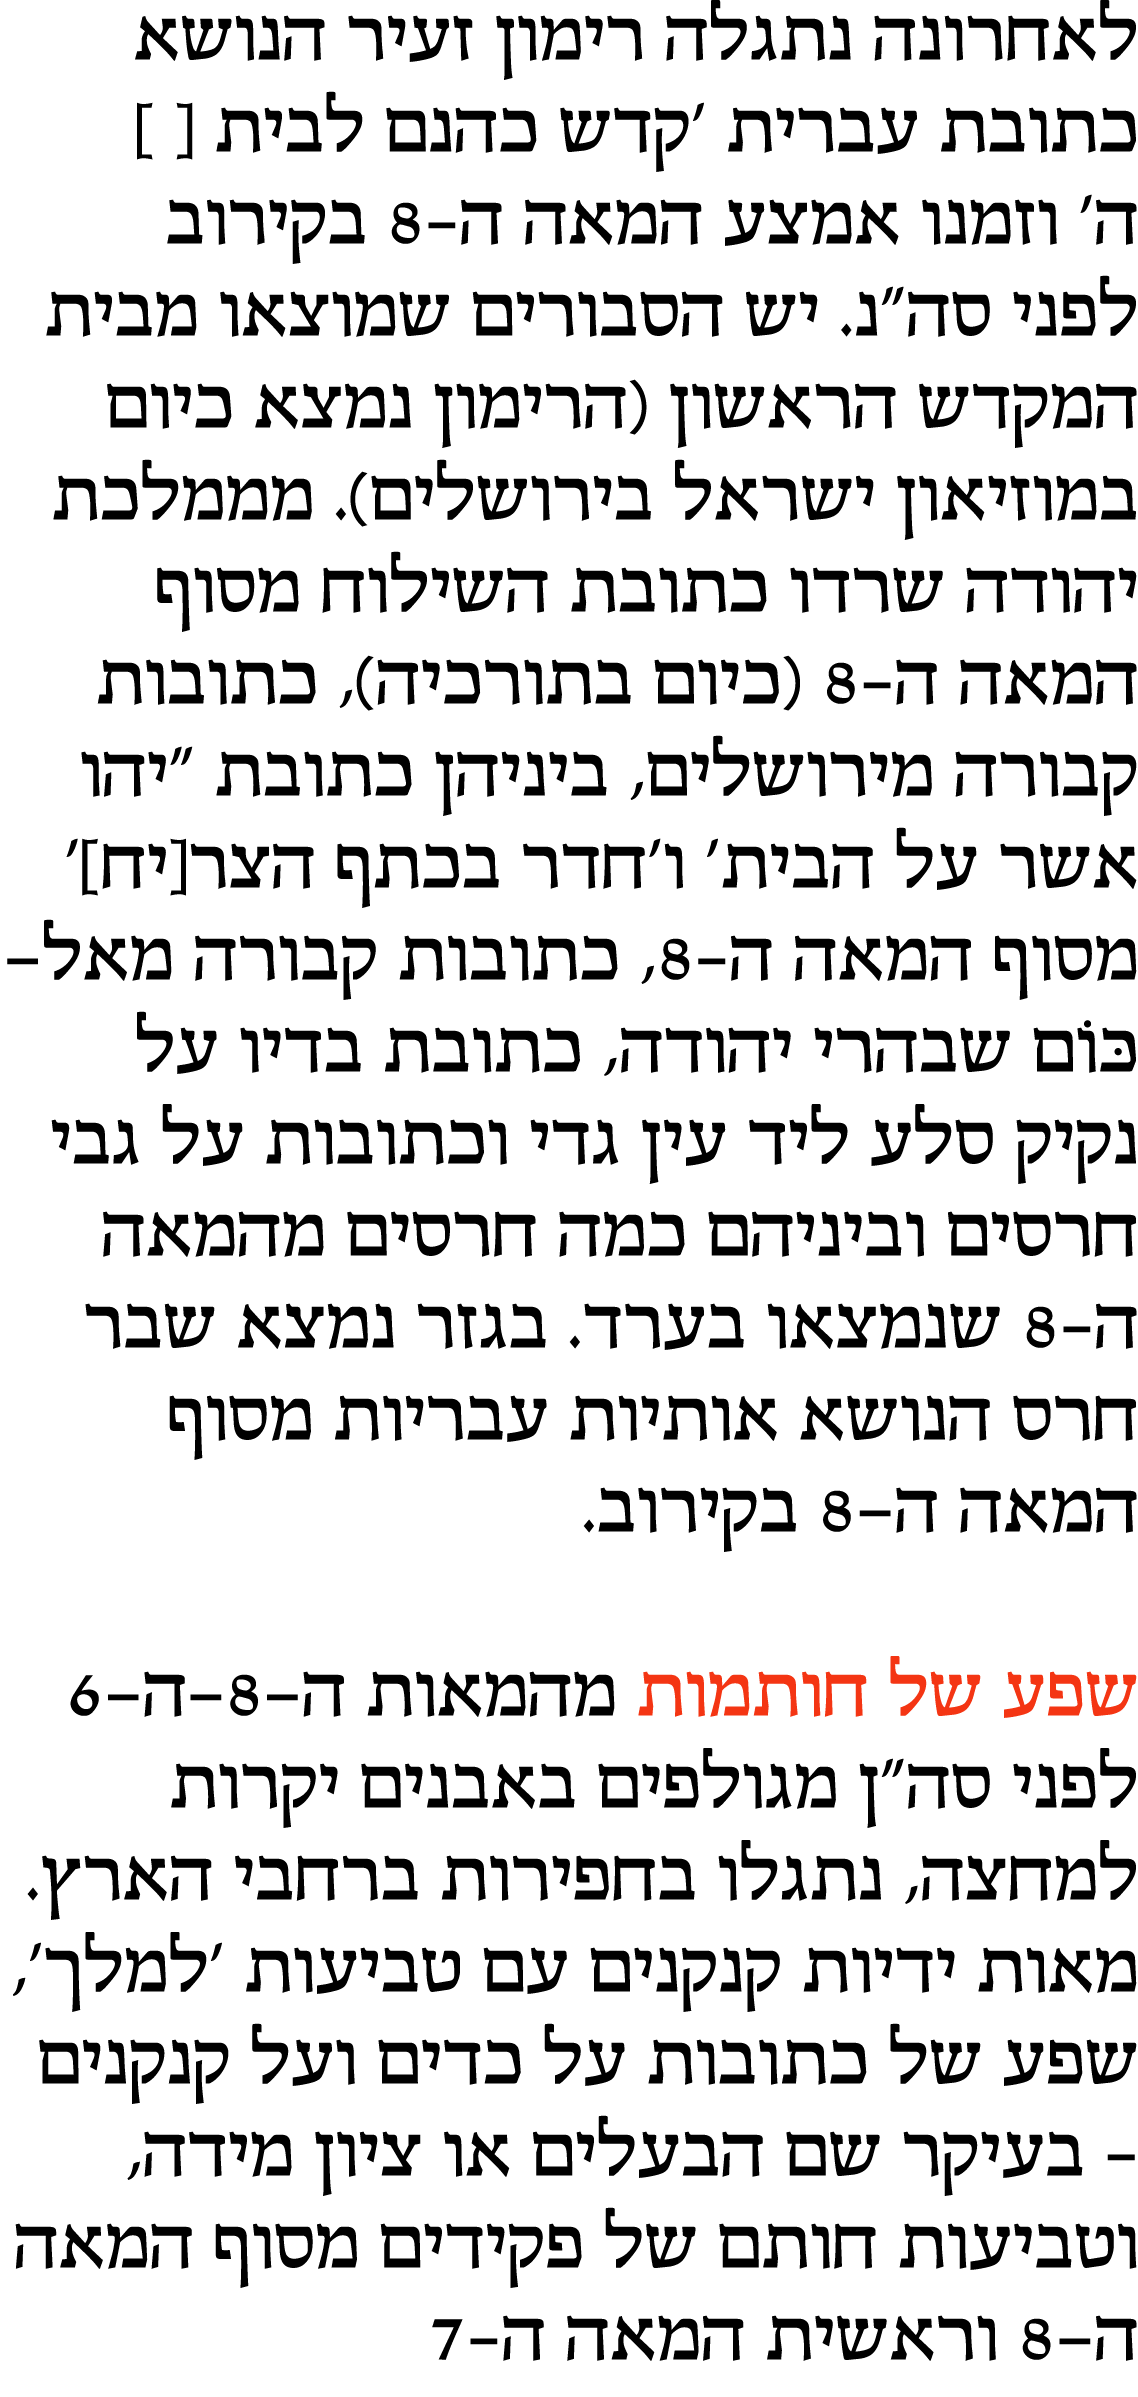 לאחרונה נתגלה רימון זעיר הנושא
כתובת עברית ׳קדש כהנם לבית [ ]
ה׳ וזמנו אמצע המאה ה–8 בקירוב
לפני סה״נ. יש הסבורים שמוצאו מבית
המקדש הראשון (הרימון נמצא כיום
במוזיאון ישראל בירושלים). מממלכת
יהודה שרדו כתובת השילוח מסוף
המאה ה–8 (כיום בתורכיה), כתובות
קבורה מירושלים, ביניהן כתובת ״יהו
אשר על הבית׳ ו׳חדר בכתף הצר[יח]׳
מסוף המאה ה–8, כתובות קבורה מאל–
כּוֹם שבהרי יהודה, כתובת בדיו על
נקיק סלע ליד עין גדי וכתובות על גבי
חרסים וביניהם כמה חרסים מהמאה
ה–8 שנמצאו בערד. בגזר נמצא שבר
חרס הנושא אותיות עבריות מסוף
המאה ה–8 בקירוב.
שפע של חותמות מהמאות ה–8–ה–6
לפני סה״ן מגולפים באבנים יקרות
למחצה, נתגלו בחפירות ברחבי הארץ.
מאות ידיות קנקנים עם טביעות ׳למלך׳,
שפע של כתובות על כדים ועל קנקנים
– בעיקר שם הבעלים או ציון מידה,
וטביעות חותם של פקידים מסוף המאה
ה–8 וראשית המאה ה–7